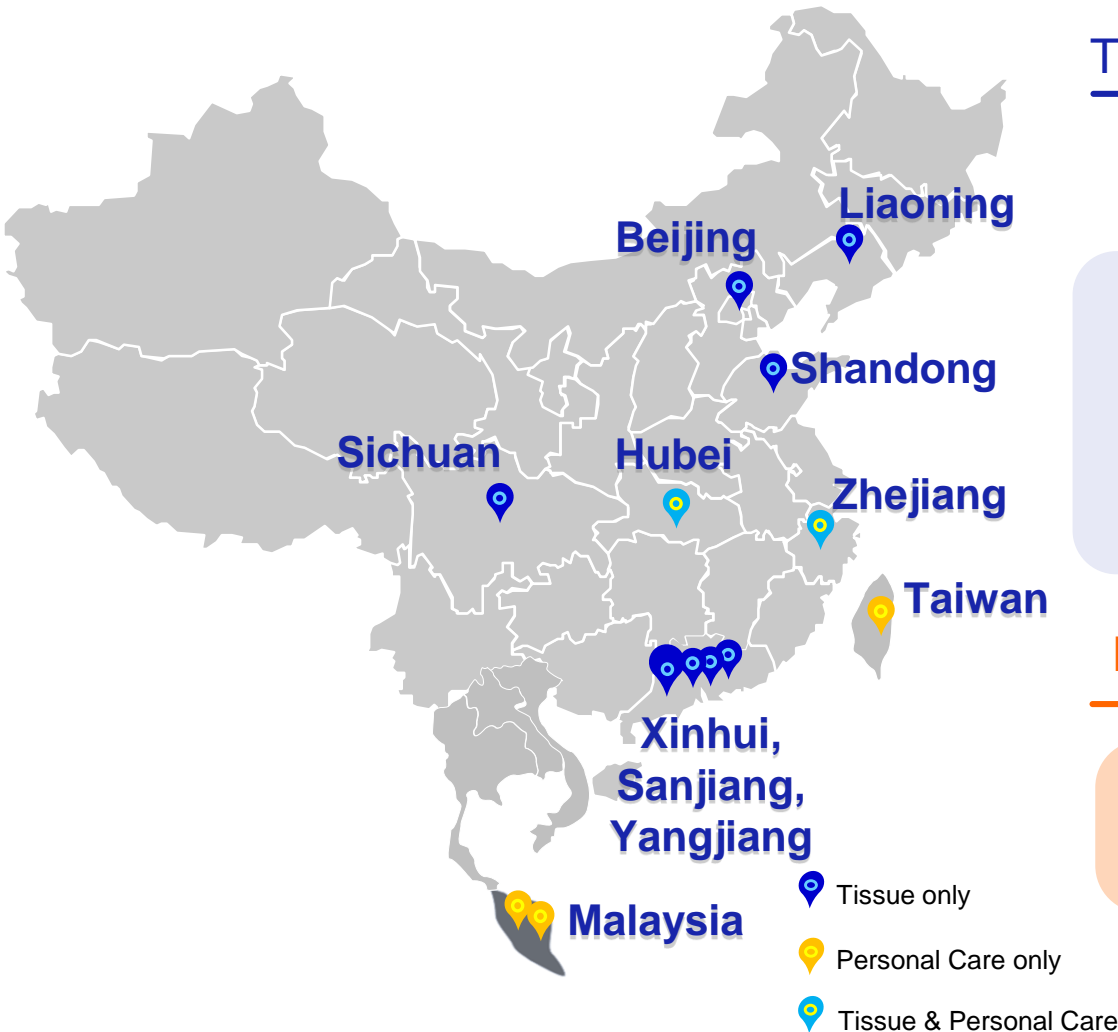 T
Liaoning
Beijing
Shandong
Sichuan
Hubei
Zhejiang
Taiwan
Xinhui,
Sanjiang,
Yangjiang
Malaysia
Tissue only
Personal Care only
Tissue & Personal Care